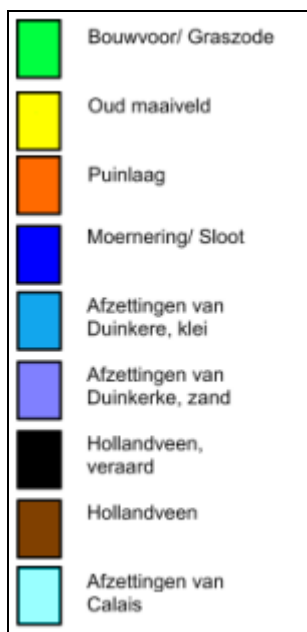 Bouwvoor/ Graszode
Oud maaiveld
Puinlaag
Moernering/ Sloot
Afzettingen van
Duinkere, klei
Afzettingen van
Duinkerke, zand
Hollandveen,
veraard
Hollandveen
Afzettingen van
Calais